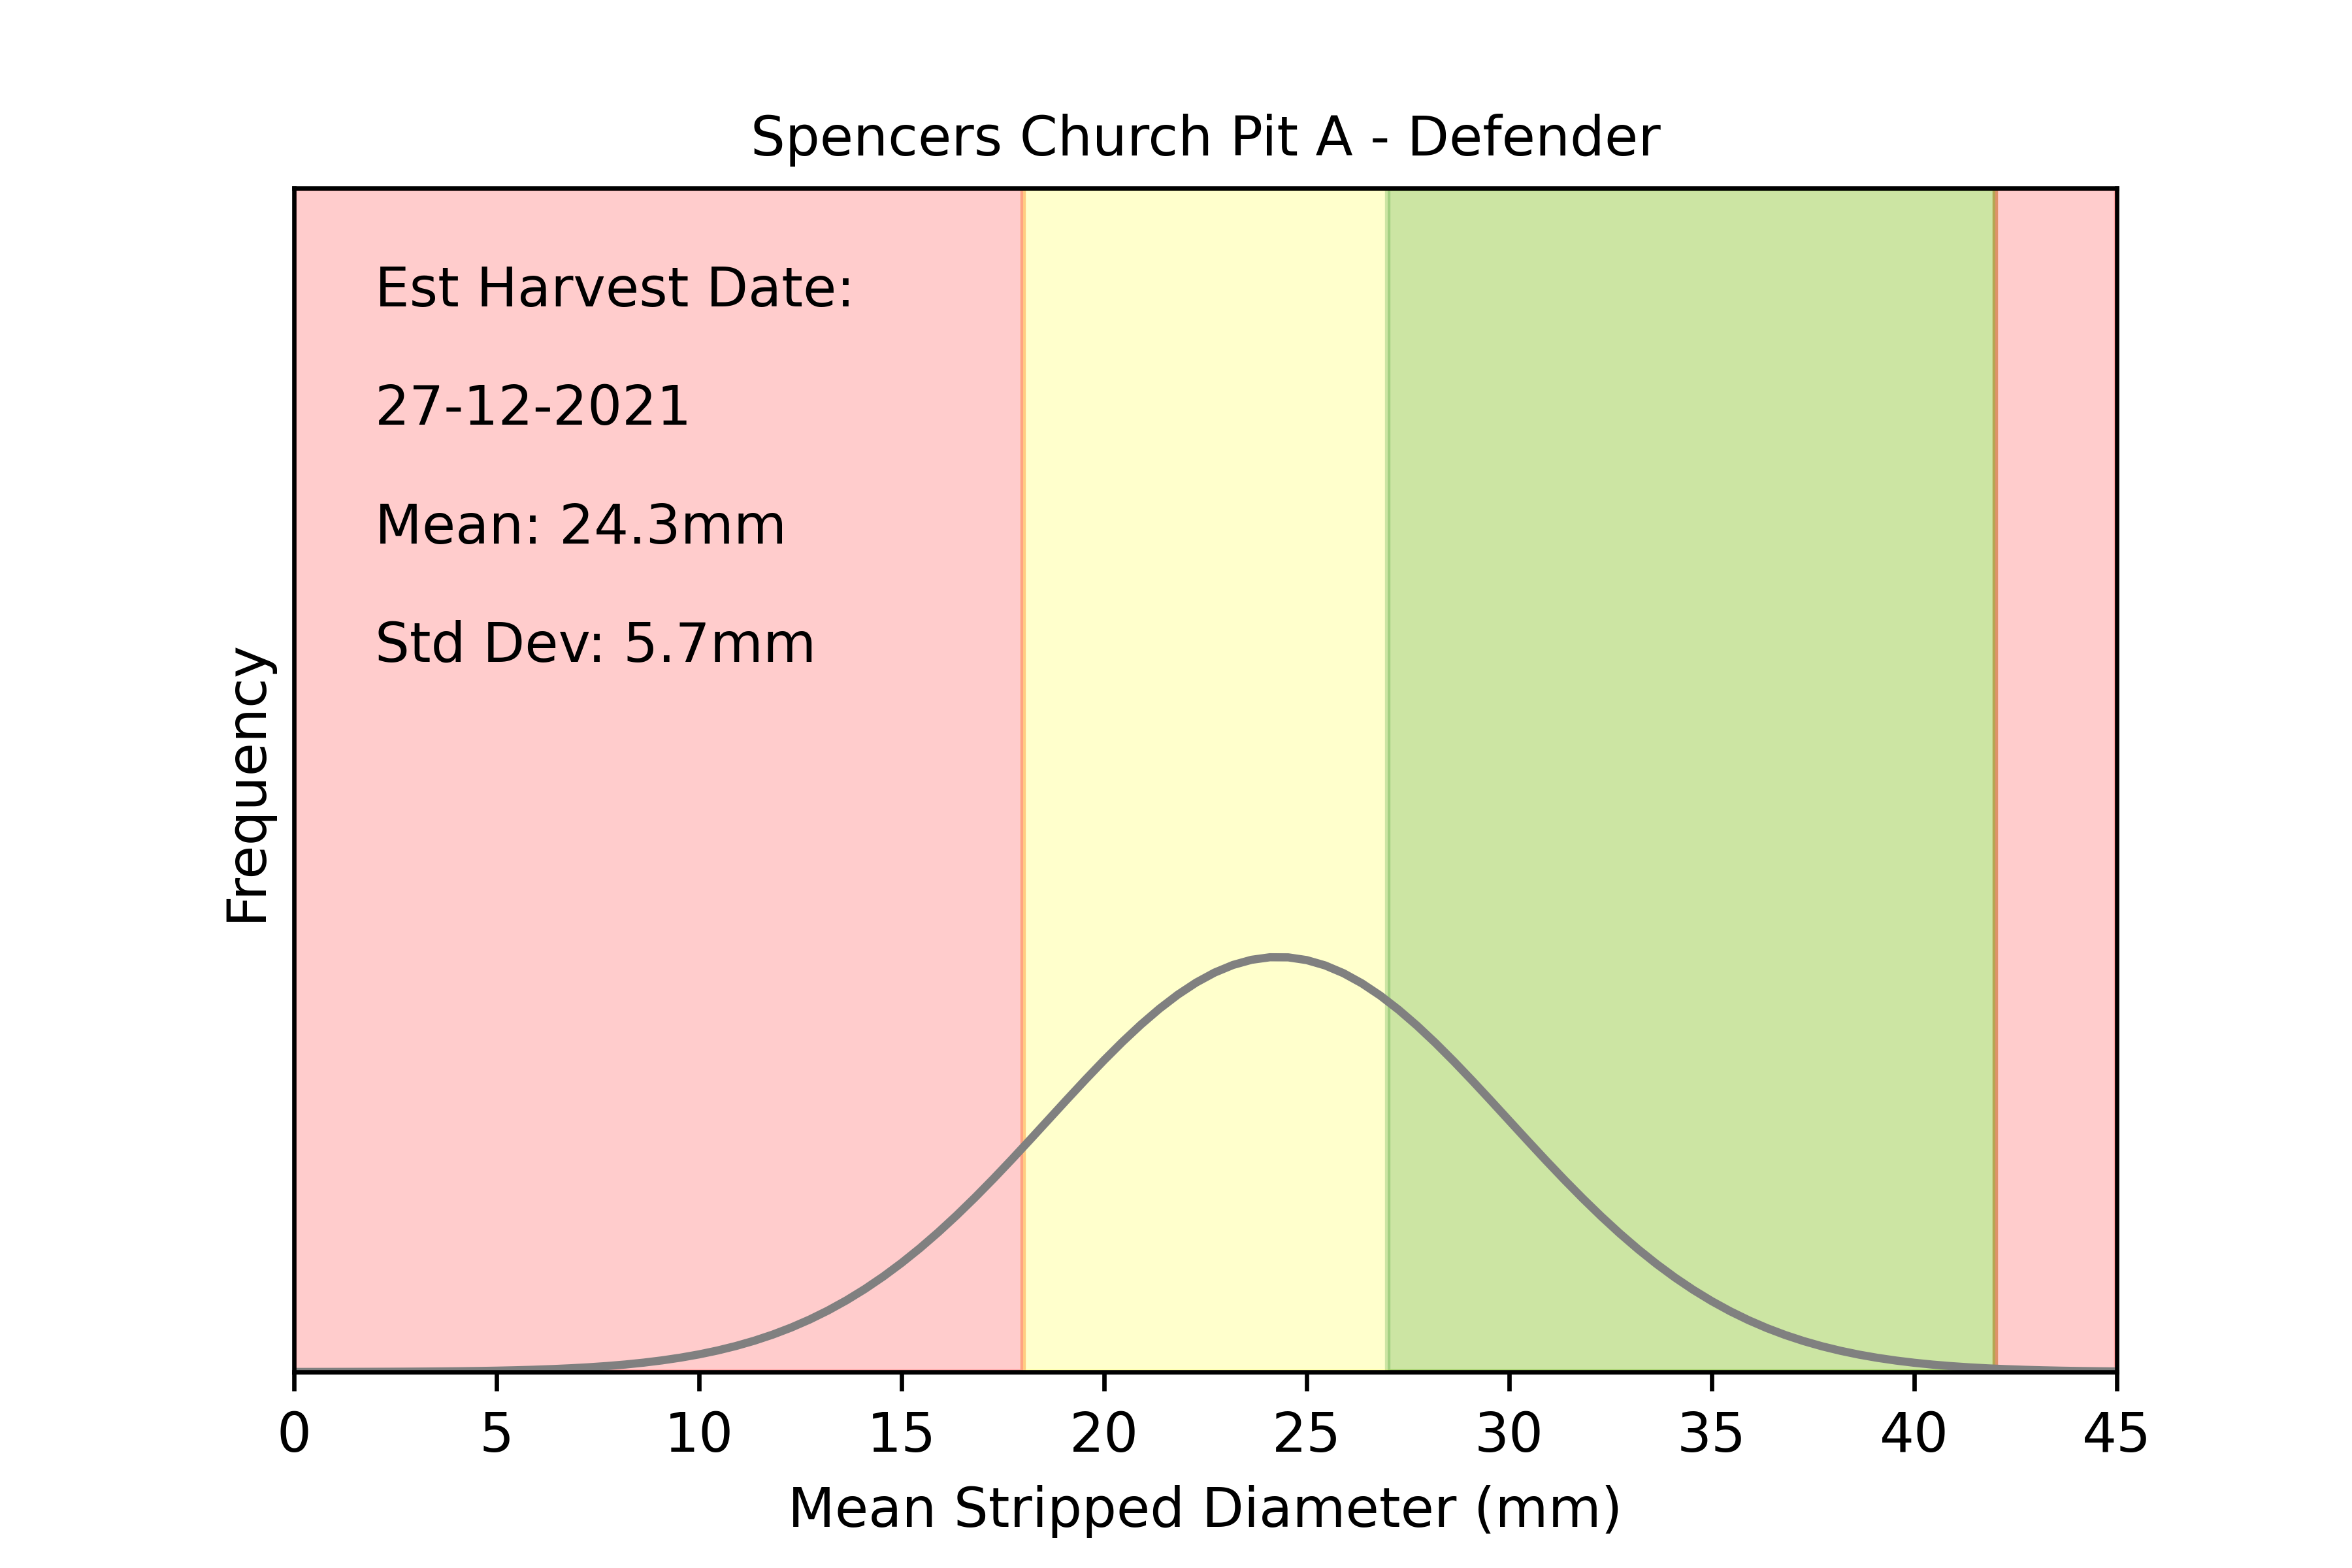 Spencers Church Pit A - Defender
Est Harvest Date:
27-12-2021
Mean: 24.3mm
Std Dev: 5.7mm
Frequency
0 5 10 15 20 25 30 35 40 45
Mean Stripped Diameter (mm)